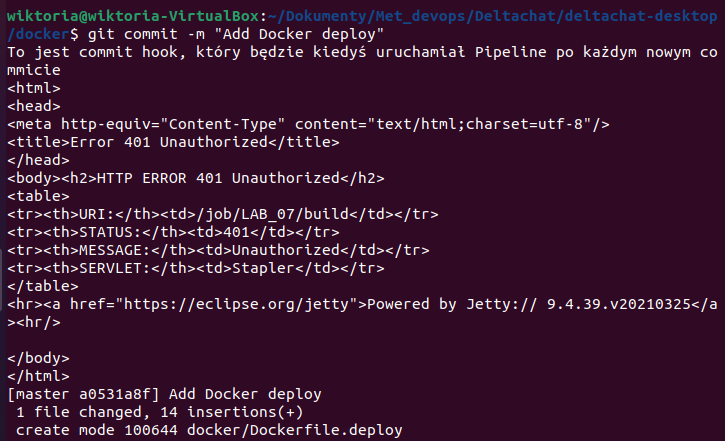 wiktoria@wiktoria-VirtualBox:~/Dokumenty/Met_devops/Deltachat/deltachat-desktop
/docker$ git commit -m "Add Docker deploy"
To jest commit hook, który będzie kiedyś uruchamiał Pipeline po każdym nowym co
mmicie
<html>
<head>
<meta http-equiv="Content-Type" content="text/html;charset=utf-8"/>
<title>Error 401 Unauthorized</title>
</head>
<body><h2>HTTP ERROR 401 Unauthorized</h2>
<table>
<tr><th>URI:</th><td>/job/LAB_07/build</td></tr>
<tr><th>STATUS:</th><td>401</td></tr>
<tr><th>MESSAGE:</th><td>Unauthorized</td></tr>
<tr><th>SERVLET:</th><td>Stapler</td></tr>
</table>
<hr><a href="https://eclipse.org/jetty">Powered by Jetty:// 9.4.39.v20210325</a
><hr/>

</body>
</html>
[master a0531a8f] Add Docker deploy
 1 file changed, 14 insertions(+)
 create mode 100644 docker/Dockerfile.deploy